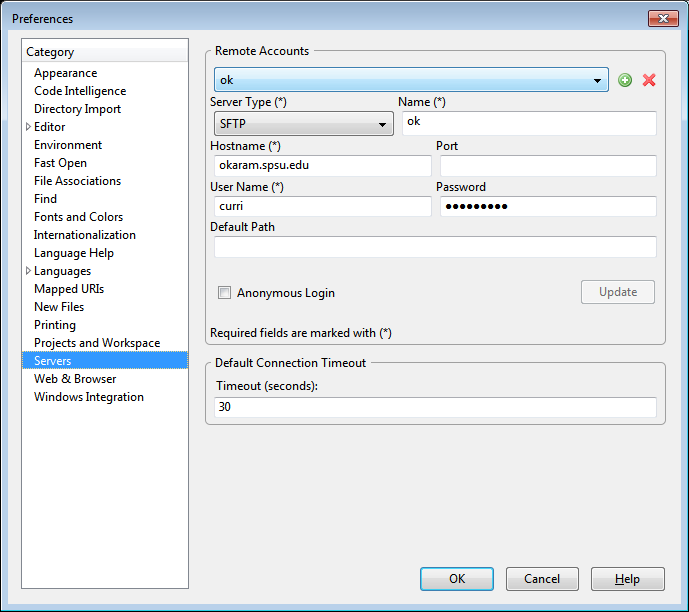 Preferences
Category
Appearance
Code Intelligence
Directory Import
Editor
Environment
Fast Open
File Associations
Find
Fonts and Colors
Internationalization
Language Help
Languages
Mapped URIs
New Files
Printing
Projects and Workspace
Servers
Web & Browser
Windows Integration
Remote Accounts
ok
Server Type (*) Name (*)
SFTP ok
Hostname (*) Port
okaram.spsu.edu
User Name (*) Password
curri •••••••••
Default Path
Anonymous Login Update
Required fields are marked with (*)
Default Connection Timeout
Timeout (seconds):
30
OK Cancel Help